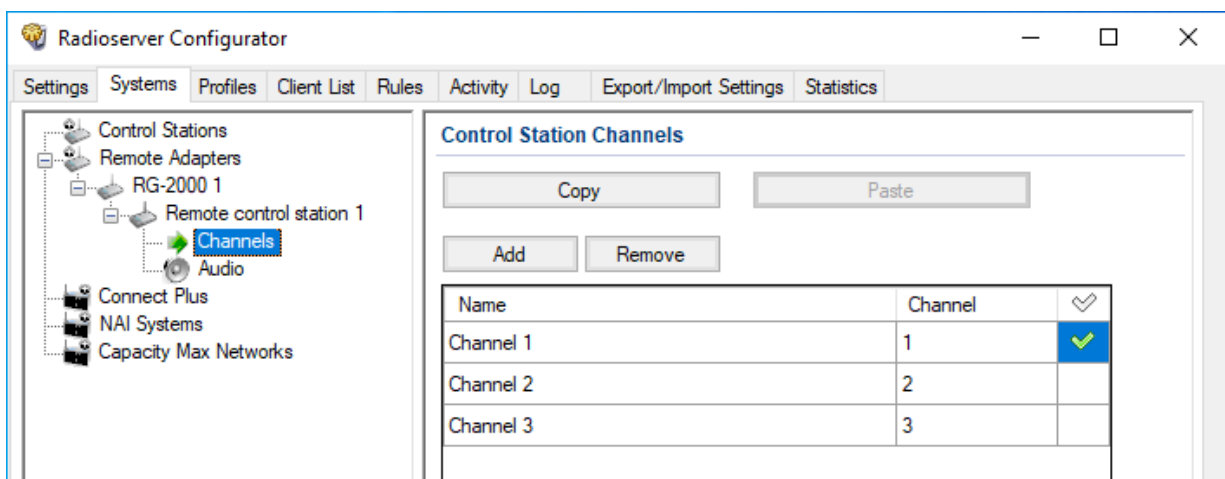 Radioserver Configurator
Settings Systems Profiles Client List Rules Activity Log Export/Import Settings Statistics
Control Stations
Remote Adapters
RG-2000 1
Remote control station 1
Channels
Audio
Connect Plus
NAI Systems
Capacity Max Networks
Control Station Channels
Copy Paste
Add Remove
Name Channel
Channel 1 1
Channel 2 2
Channel 3 3